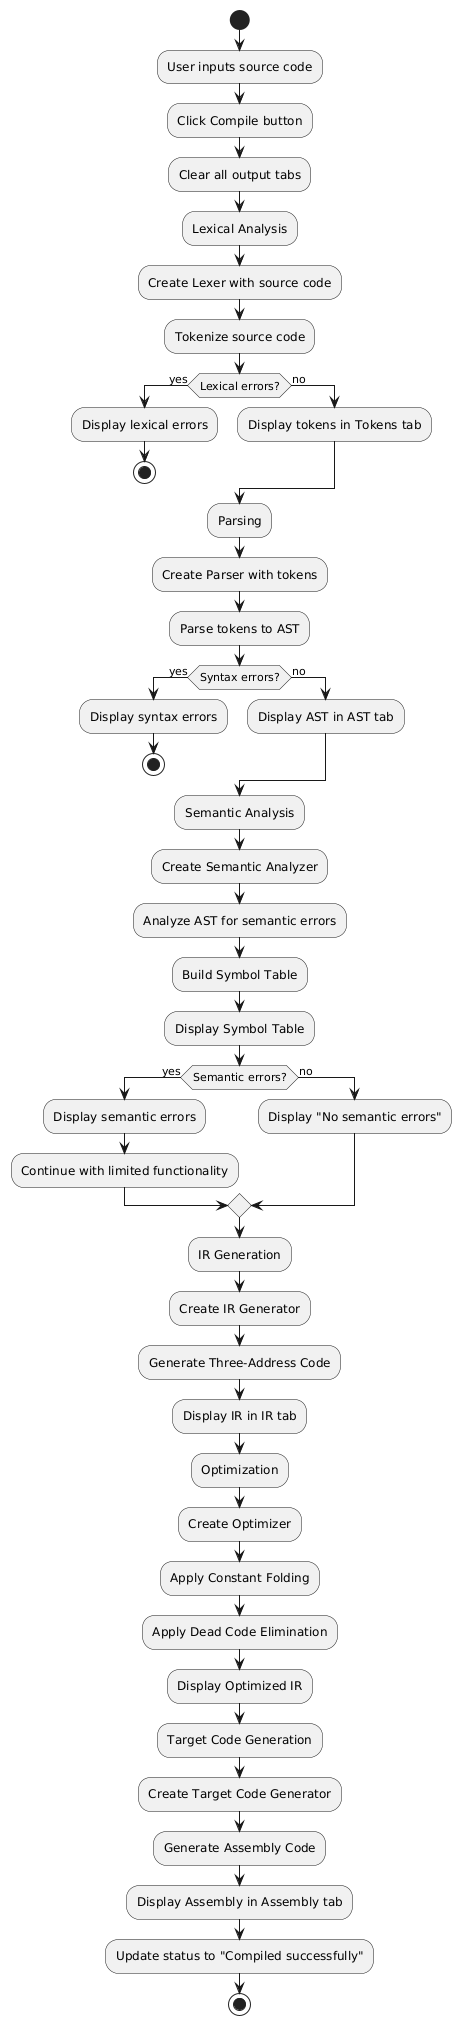 User inputs source code
Click Compile button
Clear all output tabs
Lexical Analysis
Create Lexer with source code
Tokenize source code
yes
Lexical errors?
no
Display lexical errors
Display tokens in Tokens tab
Parsing
Create Parser with tokens
Parse tokens to AST
yes
Syntax errors?
no
Display syntax errors
Display AST in AST tab
Semantic Analysis
Create Semantic Analyzer
Analyze AST for semantic errors
Build Symbol Table
Display Symbol Table
yes
Semantic errors?
no
Display semantic errors
Display "No semantic errors"
Continue with limited functionality
IR Generation
Create IR Generator
Generate Three-Address Code
Display IR in IR tab
Optimization
Create Optimizer
Apply Constant Folding
Apply Dead Code Elimination
Display Optimized IR
Target Code Generation
Create Target Code Generator
Generate Assembly Code
Display Assembly in Assembly tab
Update status to "Compiled successfully"